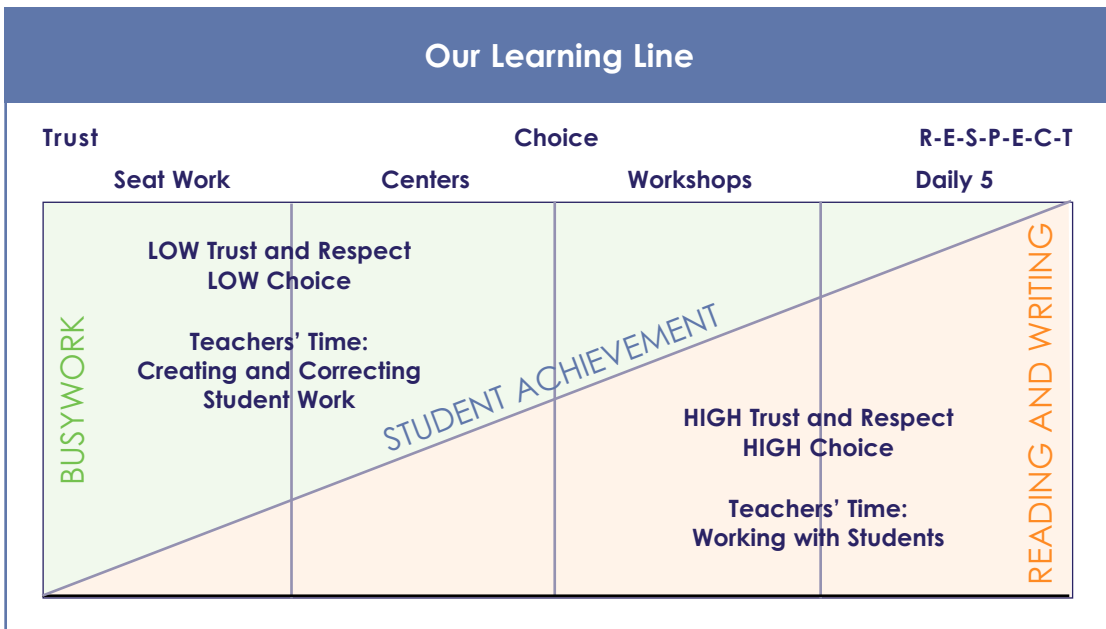 Our Learning Line
Trust Choice R-E-S-P-E-C-T
Seat Work Centers Workshops Daily 5
LOW Trust and Respect
LOW Choice
Teachers’ Time:
Creating and Correcting
Student Work
BUSYWORK
STUDENT ACHIEVEMENT
HIGH Trust and Respect
HIGH Choice
Teachers’ Time:
Working with Students
READING AND WRITING